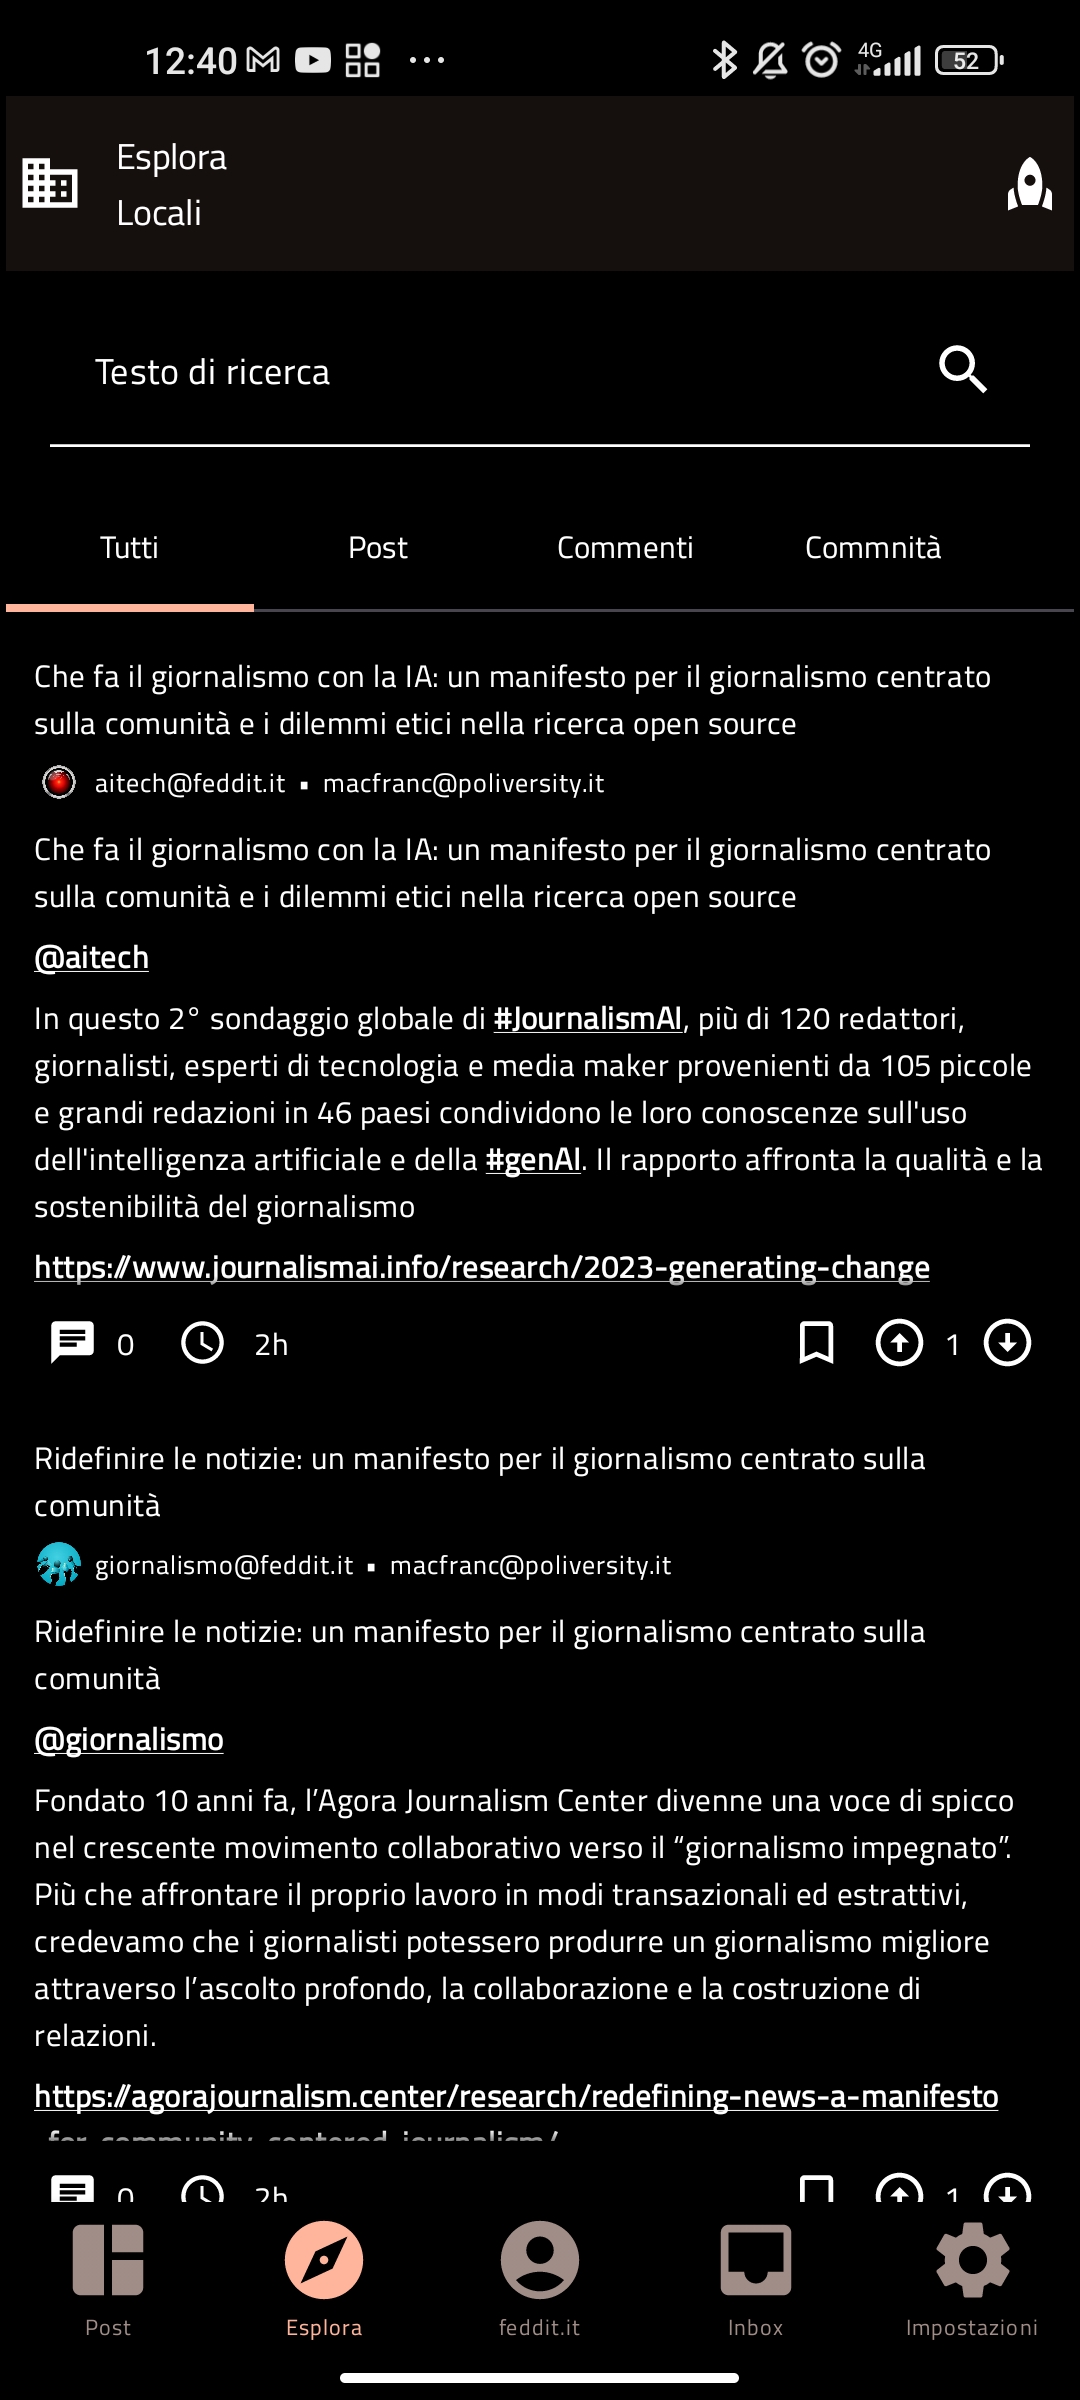 12:40
4G
52
Esplora
Locali
Testo di ricerca
Tutti
Post
Commenti
Commnità
Che fa il giornalismo con la IA: un manifesto per il giornalismo centrato
sulla comunità e i dilemmi etici nella ricerca open source
aitech@feddit.it ▪ macfranc@poliversity.it
Che fa il giornalismo con la IA: un manifesto per il giornalismo centrato
sulla comunità e i dilemmi etici nella ricerca open source
@aitech
In questo 2° sondaggio globale di #JournalismAI, più di 120 redattori,
giornalisti, esperti di tecnologia e media maker provenienti da 105 piccole
e grandi redazioni in 46 paesi condividono le loro conoscenze sull'uso
dell'intelligenza artificiale e della #genAI. Il rapporto affronta la qualità e la
sostenibilità del giornalismo
https://www.journalismai.info/research/2023-generating-change
0
2h
1
Ridefinire le notizie: un manifesto per il giornalismo centrato sulla
comunità
giornalismo@feddit.it ▪ macfranc@poliversity.it
Ridefinire le notizie: un manifesto per il giornalismo centrato sulla
comunità
@giornalismo
Fondato 10 anni fa, l’Agora Journalism Center divenne una voce di spicco
nel crescente movimento collaborativo verso il “giornalismo impegnato”.
Più che affrontare il proprio lavoro in modi transazionali ed estrattivi,
credevamo che i giornalisti potessero produrre un giornalismo migliore
attraverso l’ascolto profondo, la collaborazione e la costruzione di
relazioni.
https://agorajournalism.center/research/redefining-news-a-manifesto
-for-community-centered-journalism/
0
2h
1
Post
Esplora
feddit.it
Inbox
Impostazioni